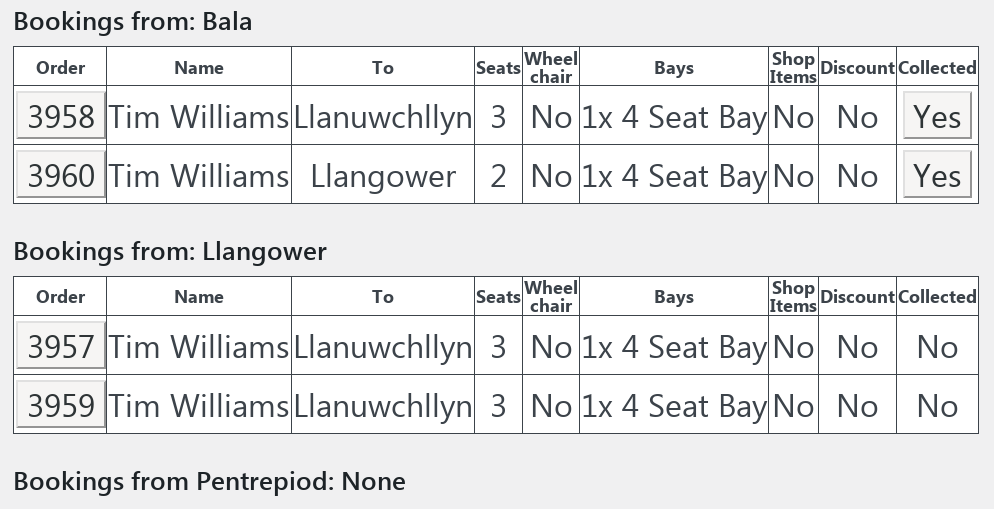 Bookings from: Bala
Order Name To Seats Wheel chair Bays Shop Items Discount Collected
3958 Tim Williams Llanuwchllyn 3 No 1x 4 Seat Bay No No Yes
3960 Tim Williams Llangower 2 No 1x 4 Seat Bay No No Yes
Bookings from: Llangower
Order Name To Seats Wheel chair Bays Shop Items Discount Collected
3957 Tim Williams Llanuwchllyn 3 No 1x 4 Seat Bay No No No
3959 Tim Williams Llanuwchllyn 3 No 1x 4 Seat Bay No No No
Bookings from Pentrepiod: None